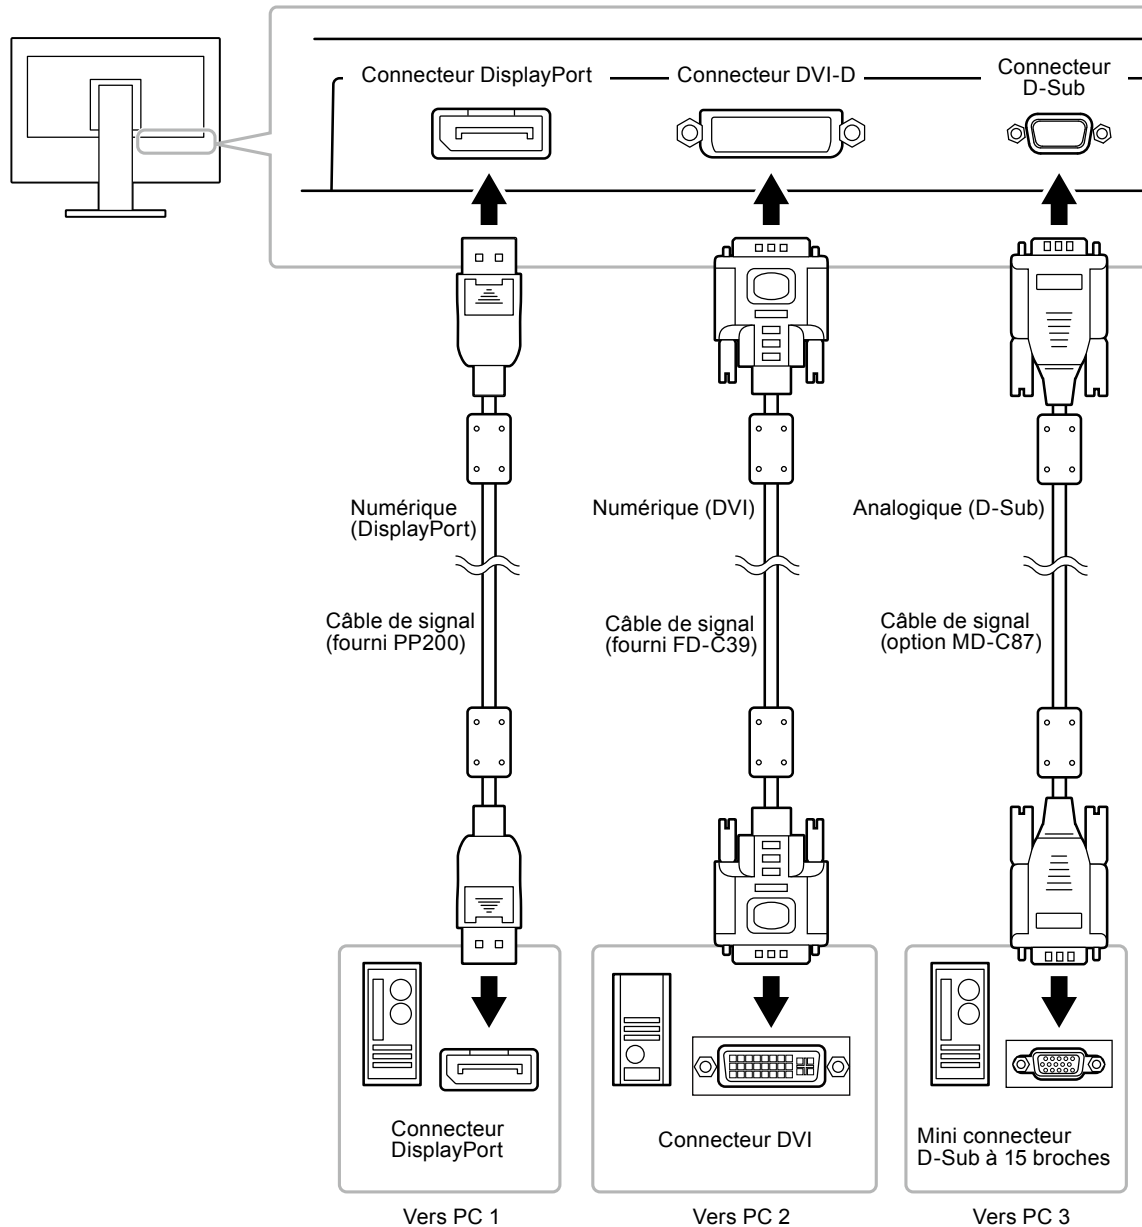 Connecteur DisplayPort
Connecteur DVI-D
Connecteur
D-Sub
Numérique
(DisplayPort)
Numérique (DVI)
Analogique (D-Sub)
Câble de signal
(fourni PP200)
Câble de signal
(fourni FD-C39)
Câble de signal
(option MD-C87)
Connecteur
DisplayPort
Connecteur DVI
Mini connecteur
D-Sub à 15 broches
Vers PC 1
Vers PC 2
Vers PC 3